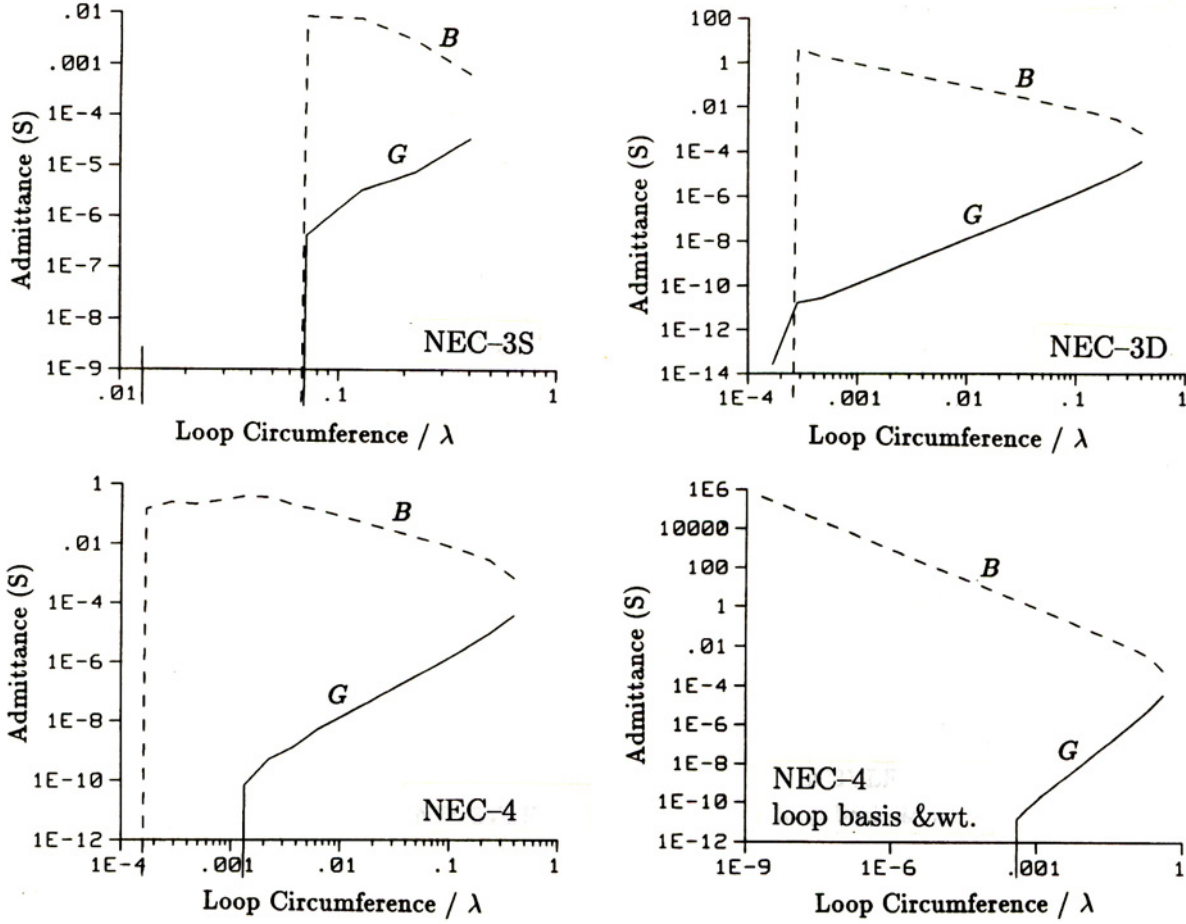 .01
.001
1E-4
1E-5
1E-6
1E-7
1E-8
1E-9
Admittance (S)
B
G
NEC–3S
.01
.1
1
Loop Circumference / λ
100
1
.01
1E-4
1E-6
1E-8
1E-10
1E-12
1E-14
Admittance (S)
B
G
NEC–3D
1E-4
.001
.01
.1
1
Loop Circumference / λ
1
.01
1E-4
1E-6
1E-8
1E-10
1E-12
Admittance (S)
B
G
NEC–4
1E-4
.001
.01
.1
1
Loop Circumference / λ
1E6
10000
100
1
.01
1E-4
1E-6
1E-8
1E-10
1E-12
Admittance (S)
B
G
NEC–4
loop basis &wt.
1E-9
1E-6
.001
1
Loop Circumference / λ